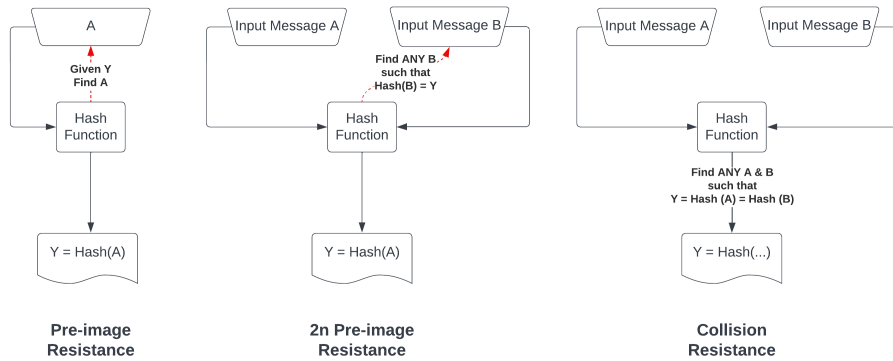 A
Given Y
Find A
Hash
Function
Y = Hash(A)
Pre-image
Resistance
Input Message A
Input Message B
Find ANY B
such that
Hash(B) = Y
Hash
Function
Y = Hash(A)
2n Pre-image
Resistance
Input Message A
Input Message B
Hash
Function
Find ANY A & B
such that
Y = Hash (A) = Hash (B)
Y = Hash(...)
Collision
Resistance